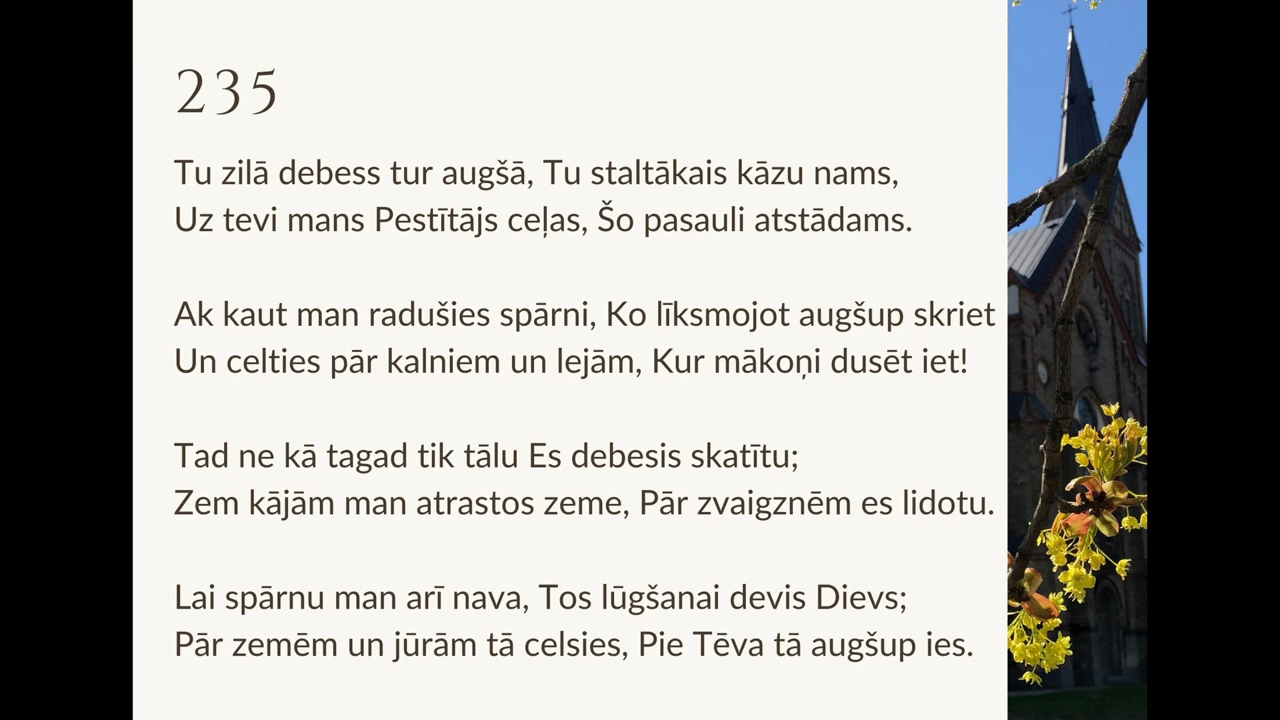 235
Tu zilā debess tur augšā, Tu staltākais kāzu nams,
Uz tevi mans Pestītājs ceļas, Šo pasauli atstādams.
Ak kaut man radušies spārni, Ko līksmojot augšup skriet
Un celties pār kalniem un lejām, Kur mākoņi dusēt iet!
Tad ne kā tagad tik tālu Es debesis skatītu;
Zem kājām man atrastos zeme, Pār zvaigznēm es lidotu.
Lai spārnu man arī nava, Tos lūgšanai devis Dievs;
Pār zemēm un jūrām tā celsies, Pie Tēva tā augšup ies.